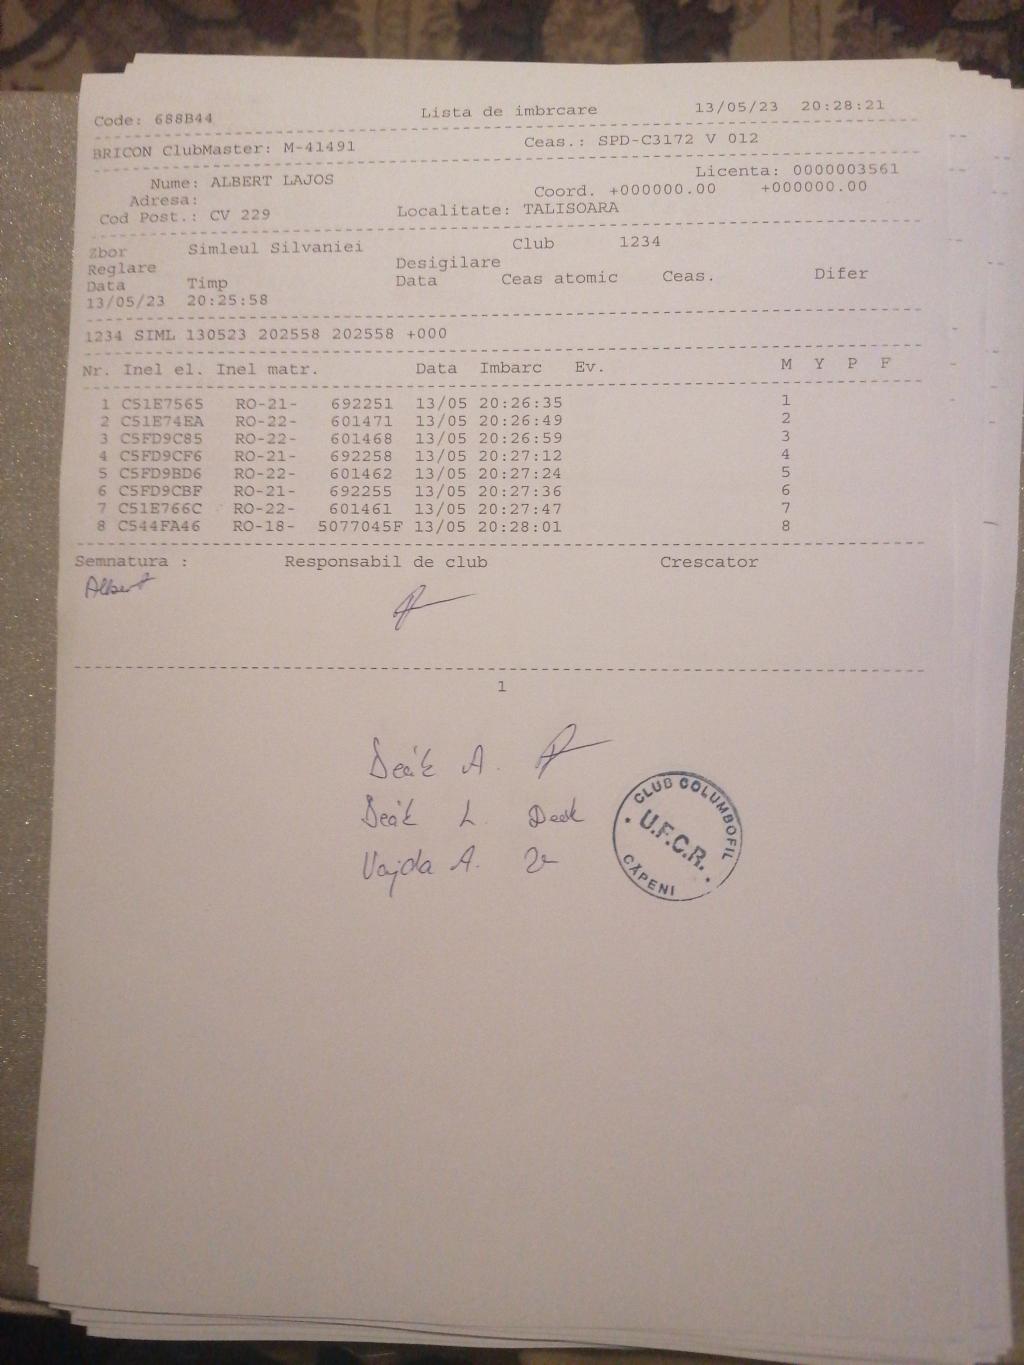 Code: 688B44 Lista de imbrcare 13/05/23 20:28:21
BRICON ClubMaster: M-41491 Ceas.: SPD-C3172 V 012
Licenta: 0000003561
Nume: ALBERT LAJOS Coord. +000000.00 +000000.00
Adresa:
Cod Post.: CV 229 Localitate: TALISOARA
Zbor Simleul Silvaniei Club 1234
Reglare Desigilare
Data Timp Data Ceas atomic Ceas. Difer
13/05/23 20:25:58
1234 SIML 130523 202558 202558 +000
Nr. Inel el. Inel matr. Data Imbarc Ev. M Y P F
1 C51E7565 RO-21- 692251 13/05 20:26:35 1
2 C51E74EA RO-22- 601471 13/05 20:26:49 2
3 C5FD9C85 RO-22- 601468 13/05 20:26:59 3
4 C5FD9CF6 RO-21- 692258 13/05 20:27:12 4
5 C5FD9BD6 RO-22- 601462 13/05 20:27:24 5
6 C5FD9CBF RO-21- 692255 13/05 20:27:36 6
7 C51E766C RO-22- 601461 13/05 20:27:47 7
8 C544FA46 RO-18- 5077045F 13/05 20:28:01 8
Semnatura : Responsabil de club Crescator
Albert
1
Deák A.
Deák L. Deak
Vajda A.
CLUB COLUMBOFIL
U.F.C.R.
CĂPENI